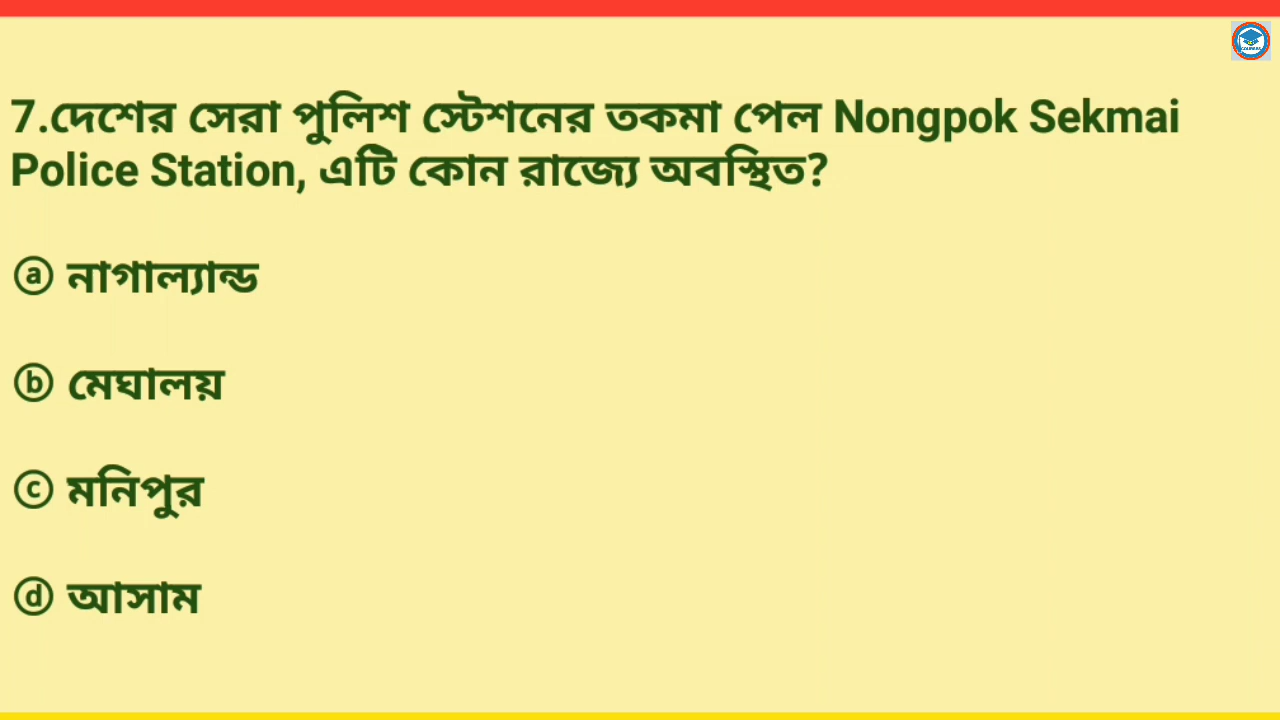 7.দেশের সেরা পুলিশ স্টেশনের তকমা পেল Nongpok Sekmai
Police Station, এটি কোন রাজ্যে অবস্থিত?
ⓐ নাগাল্যান্ড
ⓑ মেঘালয়
ⓒ মনিপুর
ⓓ আসাম